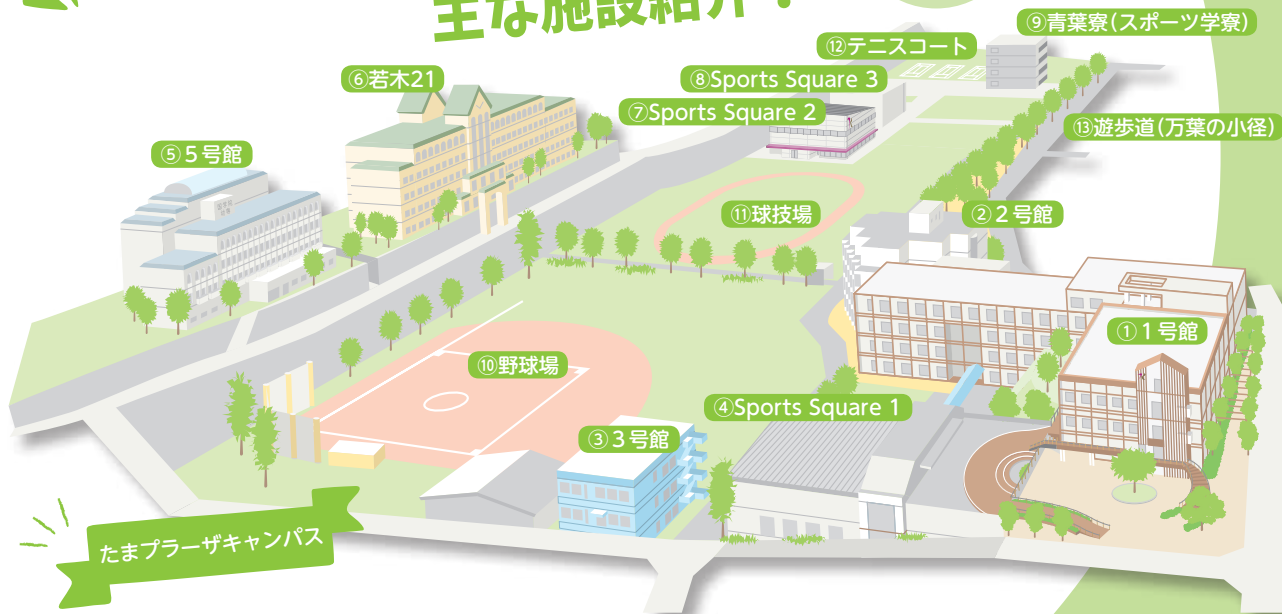 主な施設紹介！
⑨青葉寮(スポーツ学寮)
⑫テニスコート
⑥若木21
⑧Sports Square 3
⑦Sports Square 2
⑬遊歩道(万葉の小径)
⑤５号館
⑪球技場
②２号館
①１号館
⑩野球場
④Sports Square 1
③３号館
たまプラーザキャンパス